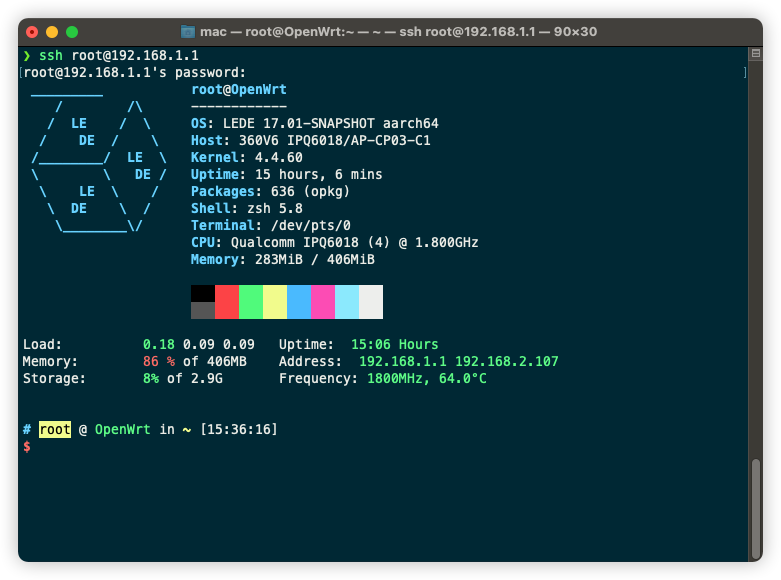 mac — root@OpenWrt:~ — ~ — ssh root@192.168.1.1 — 90×30
❯ ssh root@192.168.1.1
[root@192.168.1.1's password: ]
 _________            root@OpenWrt
    /        /\       ------------
   /  LE    /  \      OS: LEDE 17.01-SNAPSHOT aarch64
  /    DE  /    \     Host: 360V6 IPQ6018/AP-CP03-C1
 /________/  LE  \    Kernel: 4.4.60
 \        \   DE /    Uptime: 15 hours, 6 mins
  \    LE  \    /     Packages: 636 (opkg)
   \  DE    \  /      Shell: zsh 5.8
    \________\/       Terminal: /dev/pts/0
                      CPU: Qualcomm IPQ6018 (4) @ 1.800GHz
                      Memory: 283MiB / 406MiB
Load:          0.18 0.09 0.09   Uptime:  15:06 Hours
Memory:        86 % of 406MB    Address:  192.168.1.1 192.168.2.107
Storage:       8% of 2.9G       Frequency: 1800MHz, 64.0°C
# root @ OpenWrt in ~ [15:36:16]
$